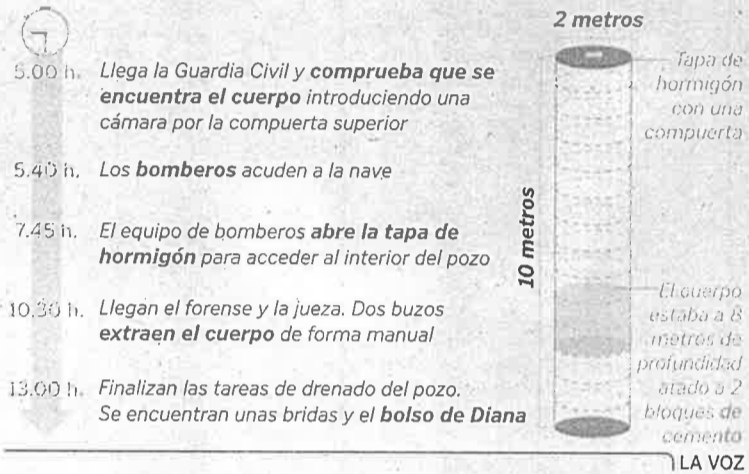 2 metros
5.00 h. Llega la Guardia Civil y comprueba que se
encuentra el cuerpo introduciendo una
cámara por la compuerta superior
5.40 h. Los bomberos acuden a la nave
7.45 h. El equipo de bomberos abre la tapa de
hormigón para acceder al interior del pozo
10.30 h. Llegan el forense y la jueza. Dos buzos
extraen el cuerpo de forma manual
13.00 h. Finalizan las tareas de drenado del pozo.
Se encuentran unas bridas y el bolso de Diana
10 metros
Tapa de
hormigón
con una
compuerta
El cuerpo
estaba a 8
metros de
profundidad
atado a 2
bloques de
cemento
LA VOZ